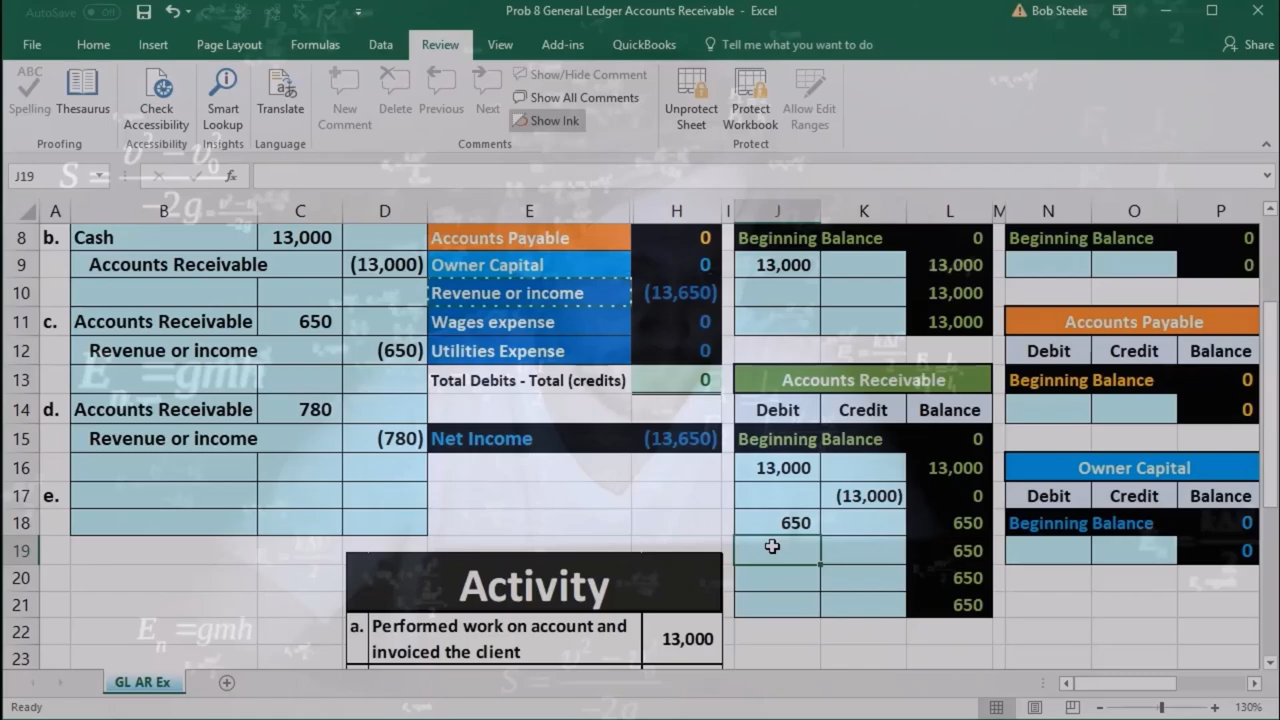 AutoSave Off Prob 8 General Ledger Accounts Receivable - Excel Bob Steele
File Home Insert Page Layout Formulas Data Review View Add-ins QuickBooks Tell me what you want to do Share
ABC
Spelling Thesaurus Check Accessibility Smart Lookup Translate New Comment Delete Previous Next Show/Hide Comment Unprotect Sheet Protect Workbook Allow Edit Ranges
Show All Comments
Show Ink
Proofing Accessibility Insights Language Comments Protect
J19 fx
A B C D E H I J K L M N O P
8 b. Cash 13,000 Accounts Payable 0 Beginning Balance 0 Beginning Balance 0
9 Accounts Receivable (13,000) Owner Capital 0 13,000 13,000 0
10 Revenue or income (13,650) 13,000
11 c. Accounts Receivable 650 Wages expense 0 13,000 Accounts Payable
12 Revenue or income (650) Utilities Expense 0 Debit Credit Balance
13 Total Debits - Total (credits) 0 Accounts Receivable Beginning Balance 0
14 d. Accounts Receivable 780 Debit Credit Balance 0
15 Revenue or income (780) Net Income (13,650) Beginning Balance 0
16 13,000 13,000 Owner Capital
17 e. (13,000) 0 Debit Credit Balance
18 650 650 Beginning Balance 0
19 650 0
20 Activity 650
21 650
22 a. Performed work on account and 13,000
23 invoiced the client
GL AR Ex
Ready 130%
S = v² − v₀²
−2g
Eₙ =gmh